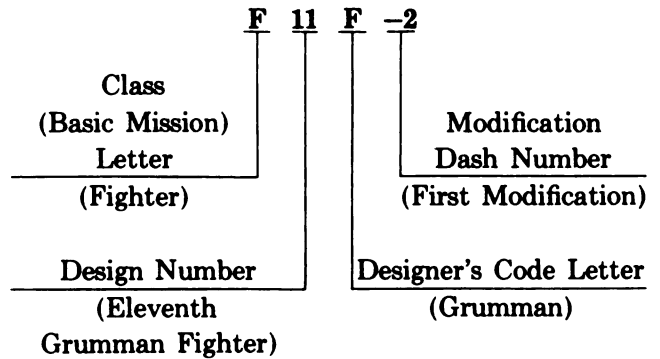 F 11 F -2
Class
(Basic Mission)
Letter
(Fighter)
Modification
Dash Number
(First Modification)
Design Number
(Eleventh
Grumman Fighter)
Designer's Code Letter
(Grumman)